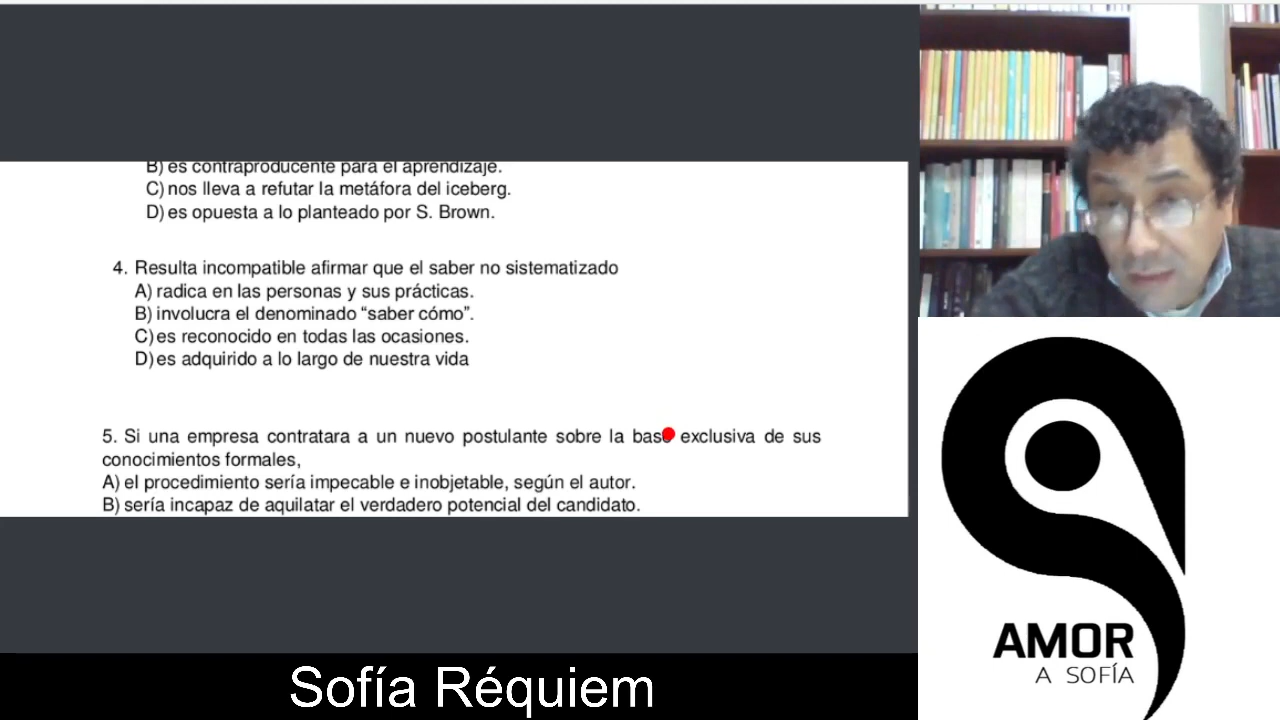 B) es contraproducente para el aprendizaje.
C) nos lleva a refutar la metáfora del iceberg.
D) es opuesta a lo planteado por S. Brown.
4. Resulta incompatible afirmar que el saber no sistematizado
A) radica en las personas y sus prácticas.
B) involucra el denominado “saber cómo”.
C) es reconocido en todas las ocasiones.
D) es adquirido a lo largo de nuestra vida
5. Si una empresa contratara a un nuevo postulante sobre la base exclusiva de sus
conocimientos formales,
A) el procedimiento sería impecable e inobjetable, según el autor.
B) sería incapaz de aquilatar el verdadero potencial del candidato.
AMOR
A SOFÍA
Sofía Réquiem